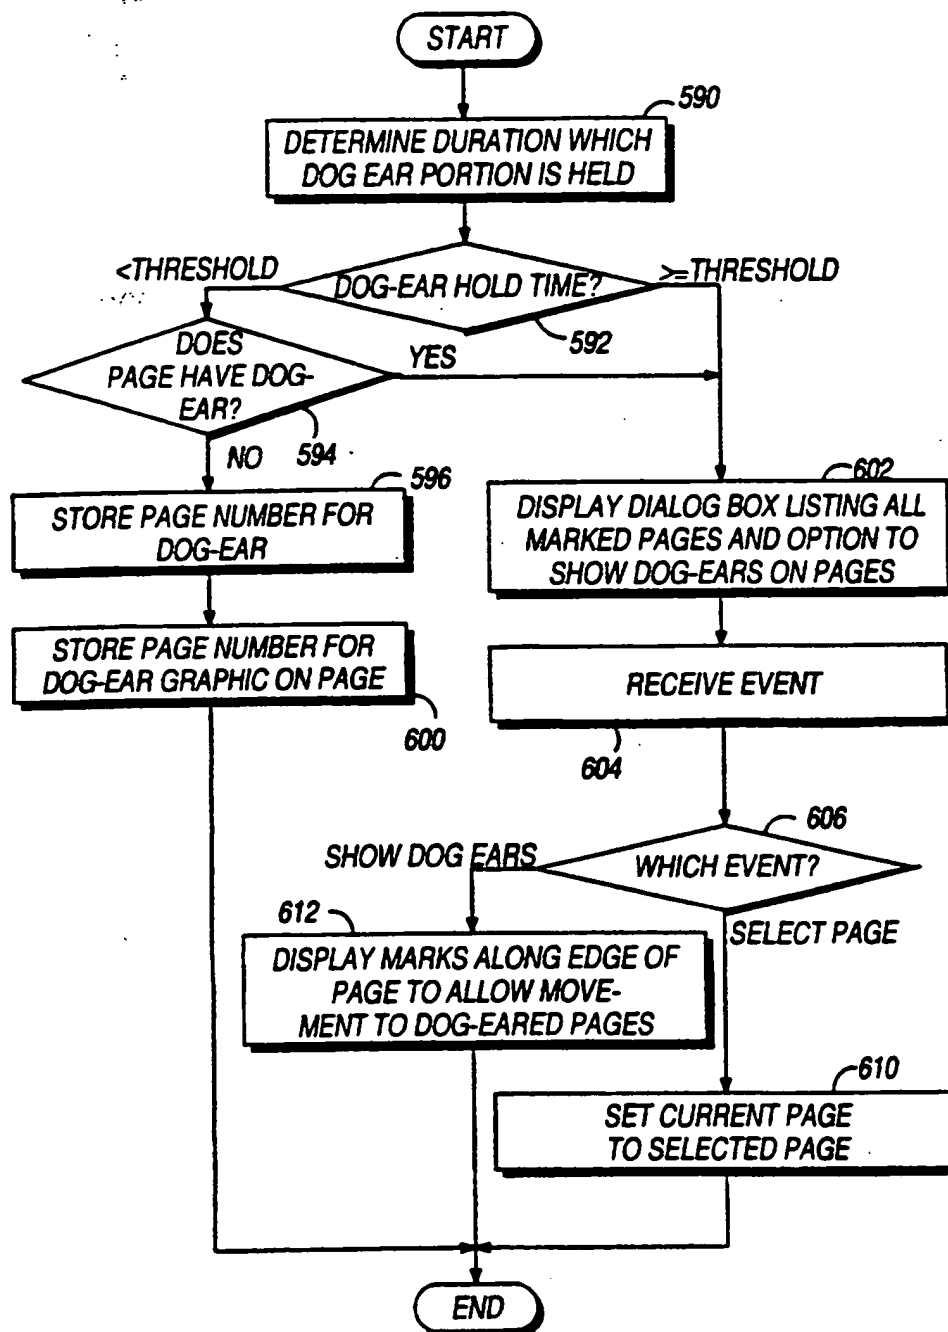 START
590
DETERMINE DURATION WHICH
DOG EAR PORTION IS HELD
<THRESHOLD
DOG-EAR HOLD TIME?
>=THRESHOLD
592
DOES
PAGE HAVE DOG-
EAR?
YES
594
NO
596
STORE PAGE NUMBER FOR
DOG-EAR
602
DISPLAY DIALOG BOX LISTING ALL
MARKED PAGES AND OPTION TO
SHOW DOG-EARS ON PAGES
STORE PAGE NUMBER FOR
DOG-EAR GRAPHIC ON PAGE
600
RECEIVE EVENT
604
606
SHOW DOG EARS
WHICH EVENT?
SELECT PAGE
612
DISPLAY MARKS ALONG EDGE OF
PAGE TO ALLOW MOVE-
MENT TO DOG-EARED PAGES
610
SET CURRENT PAGE
TO SELECTED PAGE
END